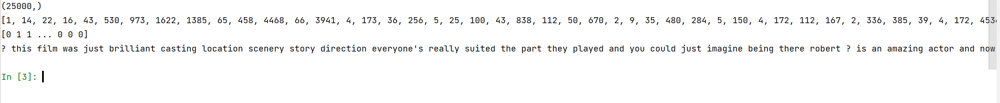 (25000,)
[1, 14, 22, 16, 43, 530, 973, 1622, 1385, 65, 458, 4468, 66, 3941, 4, 173, 36, 256, 5, 25, 100, 43, 838, 112, 50, 670, 2, 9, 35, 480, 284, 5, 150, 4, 172, 112, 167, 2, 336, 385, 39, 4, 172, 4536
[0 1 1 ... 0 0 0]
? this film was just brilliant casting location scenery story direction everyone's really suited the part they played and you could just imagine being there robert ? is an amazing actor and now
In [3]: